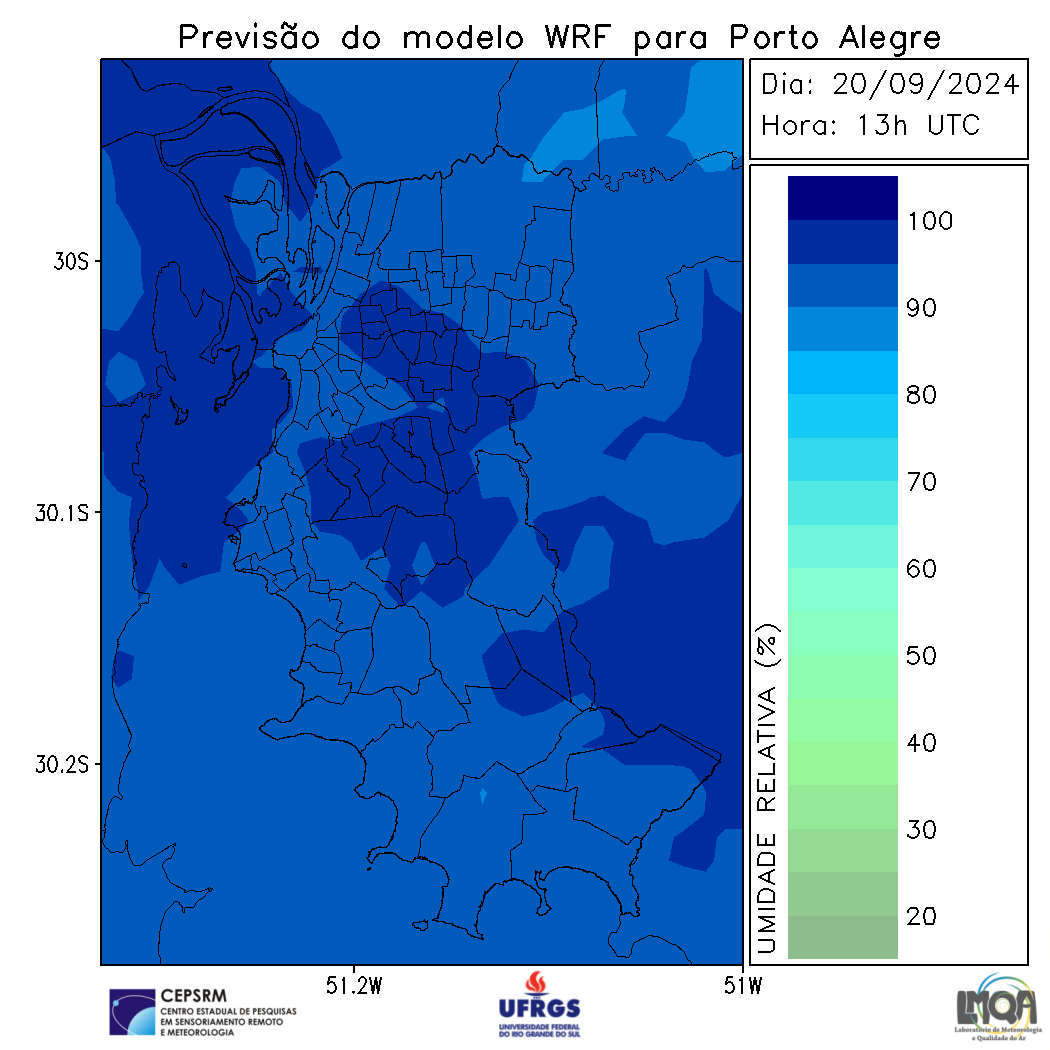 Previsão do modelo WRF para Porto Alegre
Dia: 20/09/2024
Hora: 13h UTC
100
90
80
70
60
50
40
30
20
UMIDADE RELATIVA (%)
30S
30.1S
30.2S
51.2W
51W
CEPSRM
CENTRO ESTADUAL DE PESQUISAS
EM SENSORIAMENTO REMOTO
E METEOROLOGIA
UFRGS
UNIVERSIDADE FEDERAL
DO RIO GRANDE DO SUL
LMQA
Laboratório de Meteorologia
e Qualidade do Ar